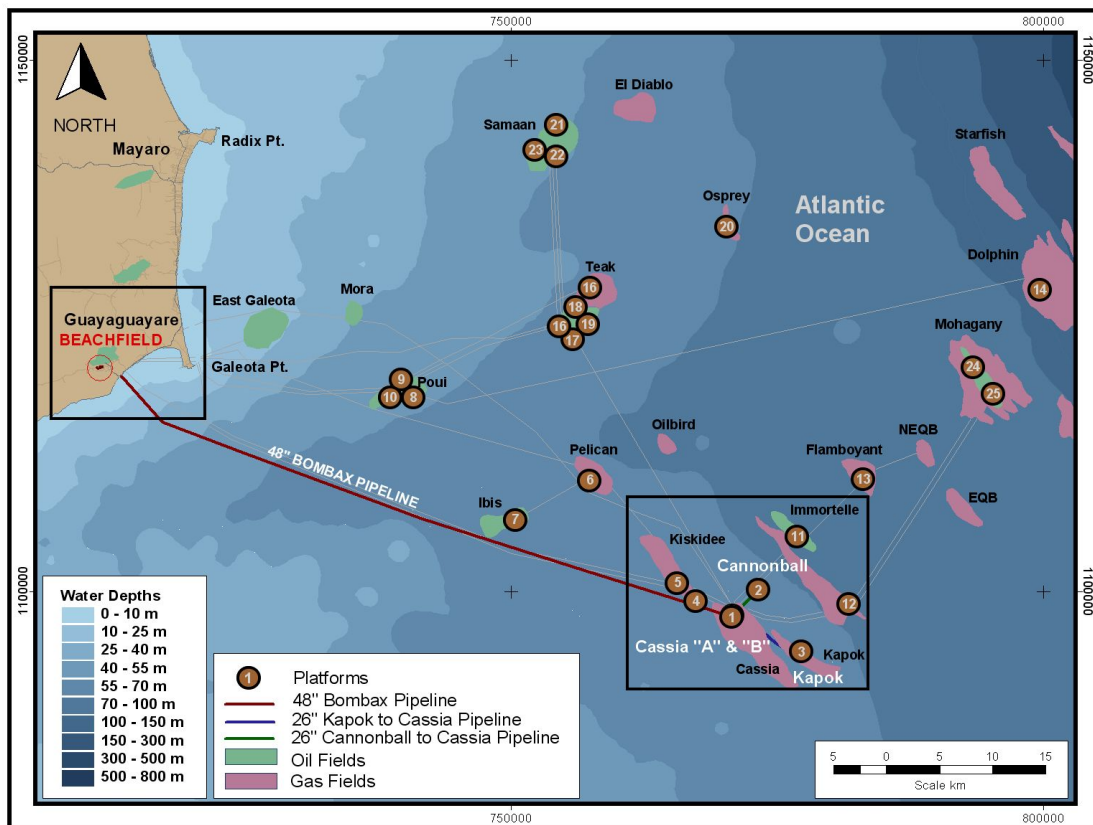 750000
800000
1150000
1150000
El Diablo
NORTH
Radix Pt.
Samaan
21
23
22
Mayaro
Starfish
Osprey
20
Atlantic
Ocean
Dolphin
14
Teak
16
18
16
19
17
Mora
East Galeota
Guayaguayare
BEACHFIELD
Galeota Pt.
Mohagany
24
25
9
Poui
10
8
Oilbird
NEQB
Flamboyant
13
Pelican
6
48" BOMBAX PIPELINE
EQB
Ibis
7
Immortelle
11
Kiskidee
Cannonball
5
2
4
12
1
1100000
1100000
Cassia "A" & "B"
3
Kapok
Cassia
Kapok
Water Depths
0 - 10 m
10 - 25 m
25 - 40 m
40 - 55 m
55 - 70 m
70 - 100 m
100 - 150 m
150 - 300 m
300 - 500 m
500 - 800 m
1
Platforms
48" Bombax Pipeline
26" Kapok to Cassia Pipeline
26" Cannonball to Cassia Pipeline
Oil Fields
Gas Fields
5 0 5 10 15
Scale km
750000
800000